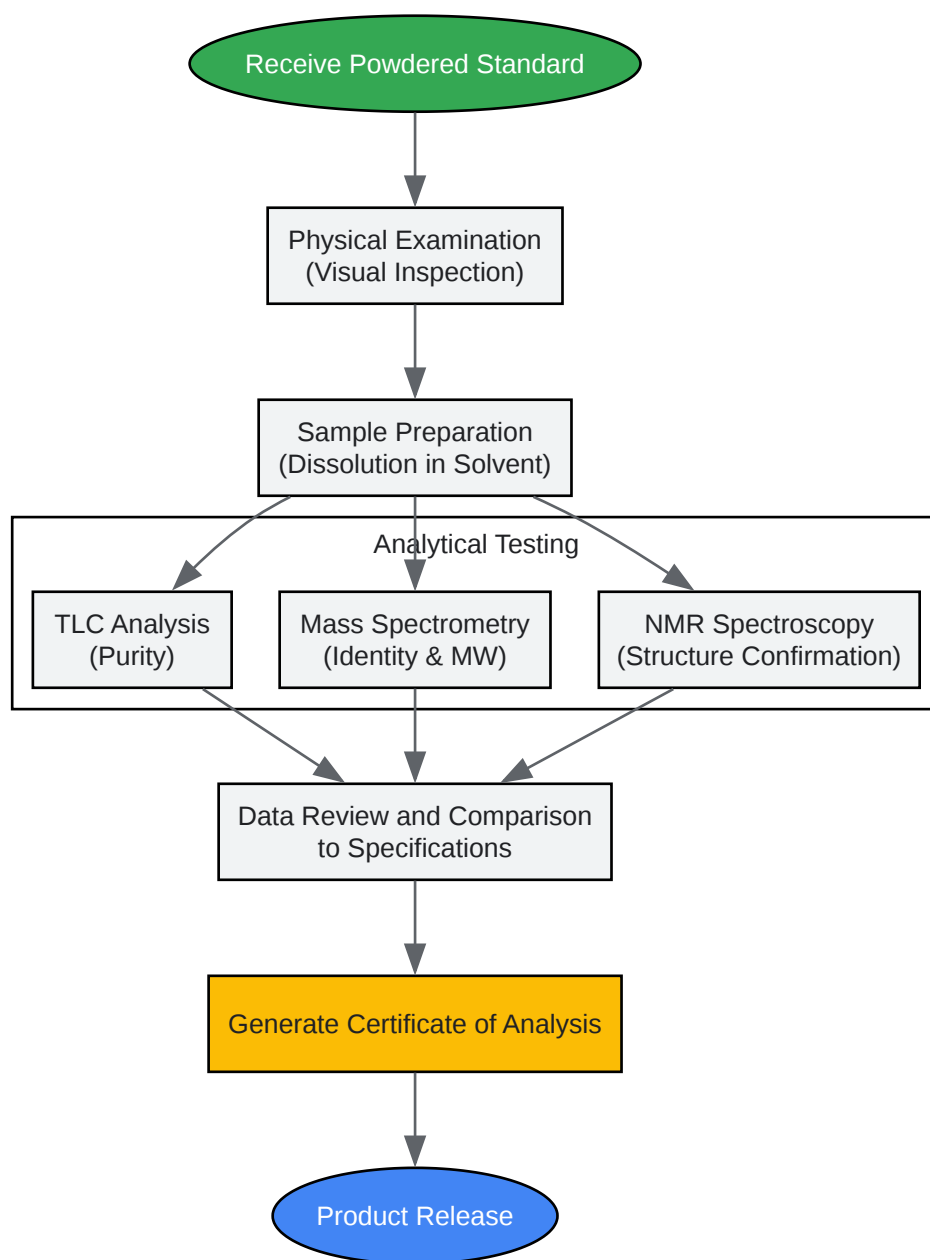 Receive Powdered Standard
Physical Examination
(Visual Inspection)
Sample Preparation
(Dissolution in Solvent)
Analytical Testing
TLC Analysis
(Purity)
Mass Spectrometry
(Identity & MW)
NMR Spectroscopy
(Structure Confirmation)
Data Review and Comparison
to Specifications
Generate Certificate of Analysis
Product Release